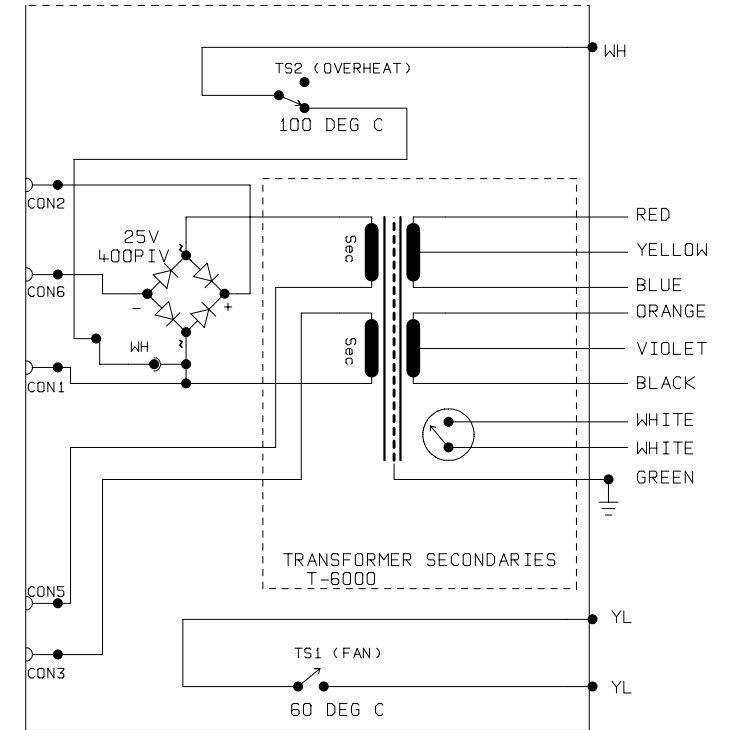 WH
TS2 (OVERHEAT)
100 DEG C
CON2
RED
25V
400PIV
Sec
YELLOW
CON6
BLUE
- +
ORANGE
WH
Sec
VIOLET
CON1
BLACK
WHITE
WHITE
GREEN
TRANSFORMER SECONDARIES
T-6000
CON5
YL
TS1 (FAN)
CON3
YL
60 DEG C